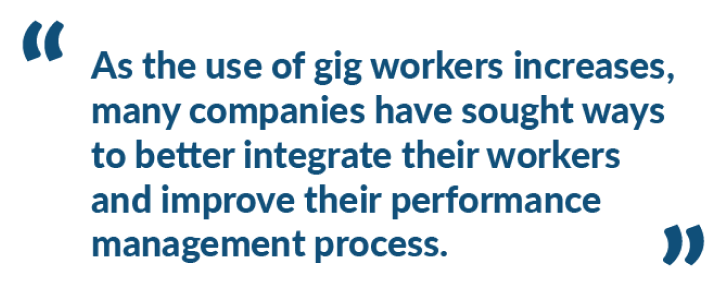 “
As the use of gig workers increases,
many companies have sought ways
to better integrate their workers
and improve their performance
management process.
”